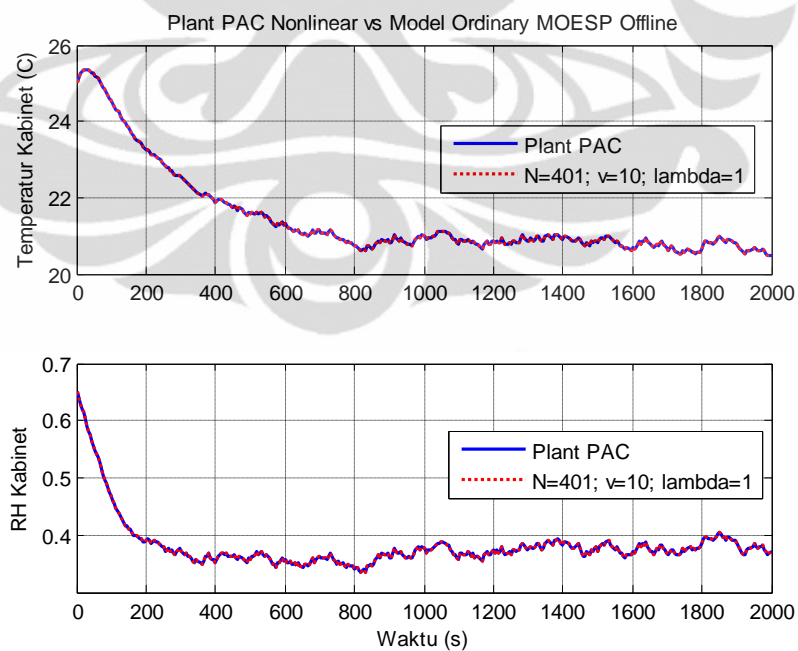 Plant PAC Nonlinear vs Model Ordinary MOESP Offline
26
24
22
20
Temperatur Kabinet (C)
Plant PAC
N=401; v=10; lambda=1
0 200 400 600 800 1000 1200 1400 1600 1800 2000
0.7
0.6
0.5
0.4
RH Kabinet
Plant PAC
N=401; v=10; lambda=1
0 200 400 600 800 1000 1200 1400 1600 1800 2000
Waktu (s)